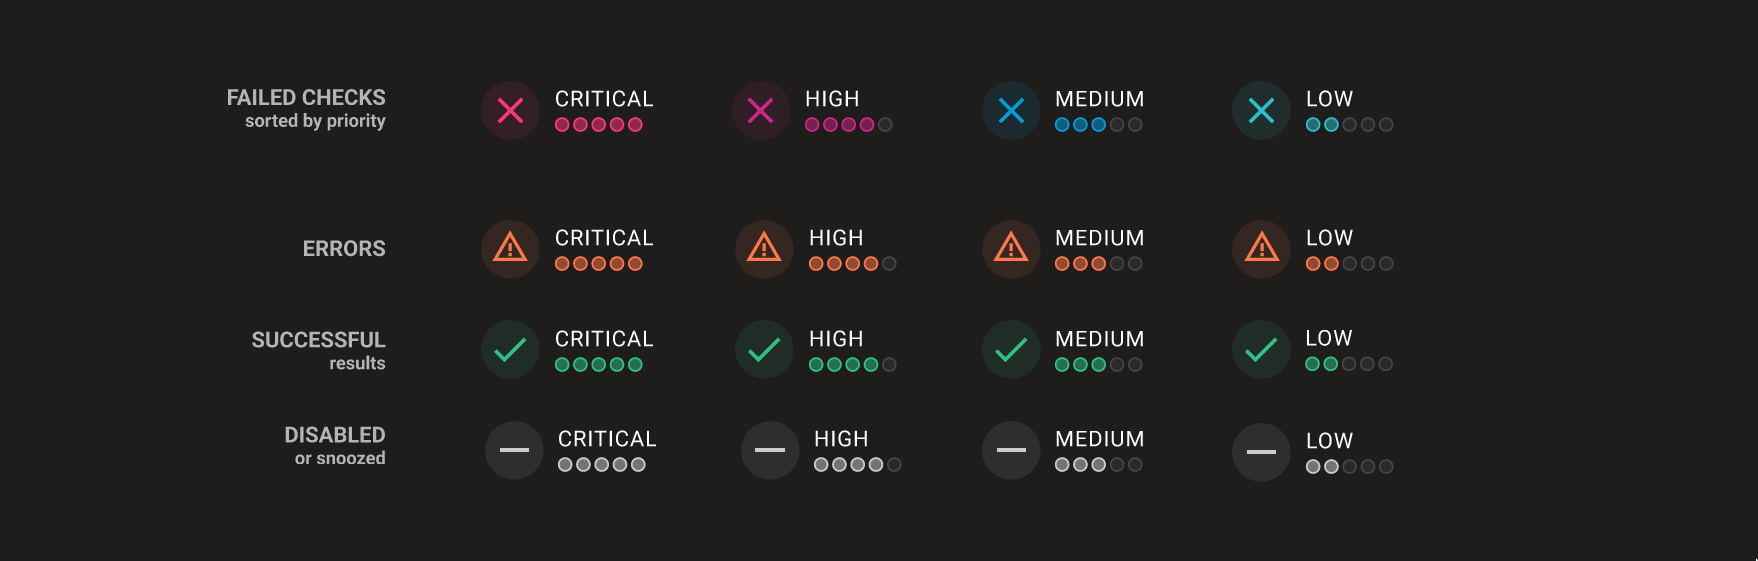 FAILED CHECKS
sorted by priority
CRITICAL
HIGH
MEDIUM
LOW
ERRORS
CRITICAL
HIGH
MEDIUM
LOW
SUCCESSFUL
results
CRITICAL
HIGH
MEDIUM
LOW
DISABLED
or snoozed
CRITICAL
HIGH
MEDIUM
LOW